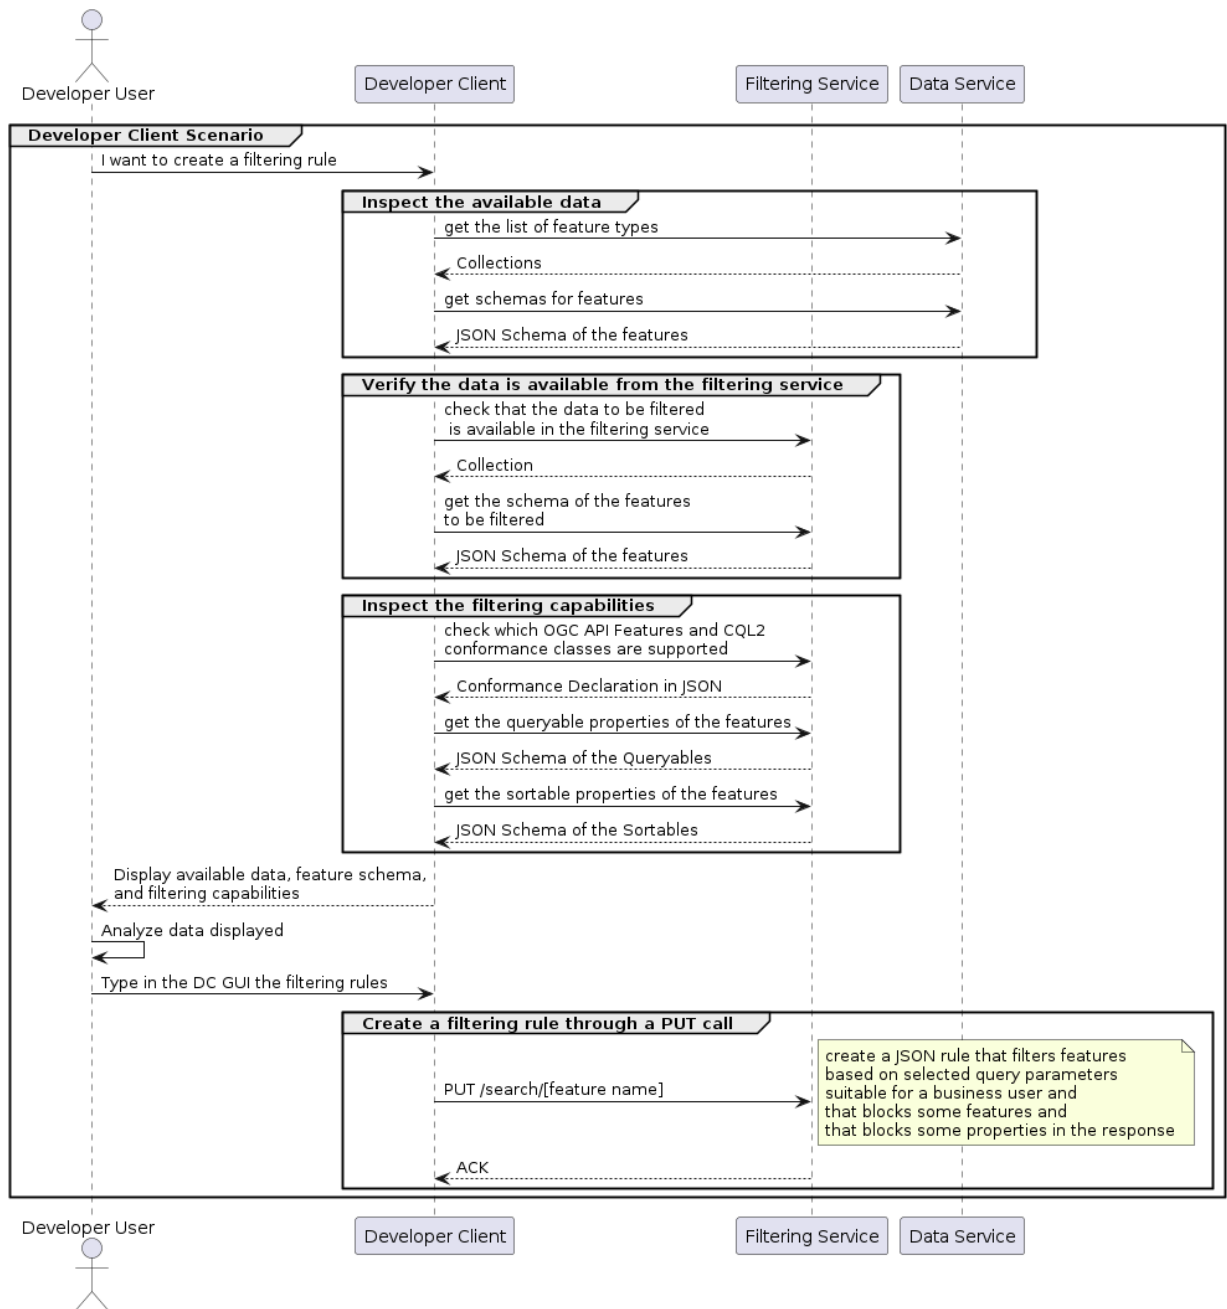 Developer User
Developer Client
Filtering Service
Data Service
Developer Client Scenario
I want to create a filtering rule
Inspect the available data
get the list of feature types
Collections
get schemas for features
JSON Schema of the features
Verify the data is available from the filtering service
check that the data to be filtered
is available in the filtering service
Collection
get the schema of the features
to be filtered
JSON Schema of the features
Inspect the filtering capabilities
check which OGC API Features and CQL2
conformance classes are supported
Conformance Declaration in JSON
get the queryable properties of the features
JSON Schema of the Queryables
get the sortable properties of the features
JSON Schema of the Sortables
Display available data, feature schema,
and filtering capabilities
Analyze data displayed
Type in the DC GUI the filtering rules
Create a filtering rule through a PUT call
create a JSON rule that filters features
based on selected query parameters
suitable for a business user and
that blocks some features and
that blocks some properties in the response
PUT /search/[feature name]
ACK
Developer User
Developer Client
Filtering Service
Data Service